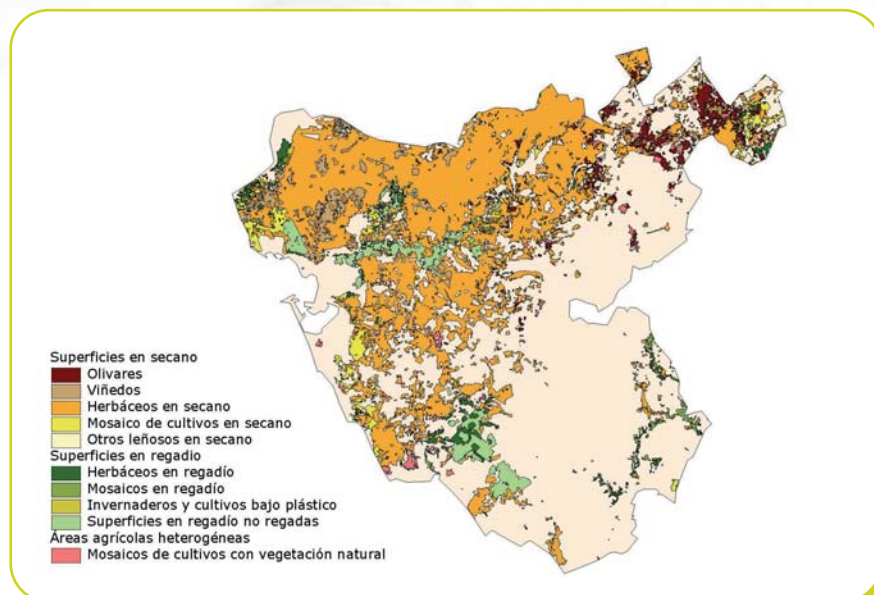 Superficies en secano
Olivares
Viñedos
Herbáceos en secano
Mosaico de cultivos en secano
Otros leñosos en secano
Superficies en regadio
Herbáceos en regadío
Mosaicos en regadío
Invernaderos y cultivos bajo plástico
Superficies en regadío no regadas
Áreas agrícolas heterogéneas
Mosaicos de cultivos con vegetación natural